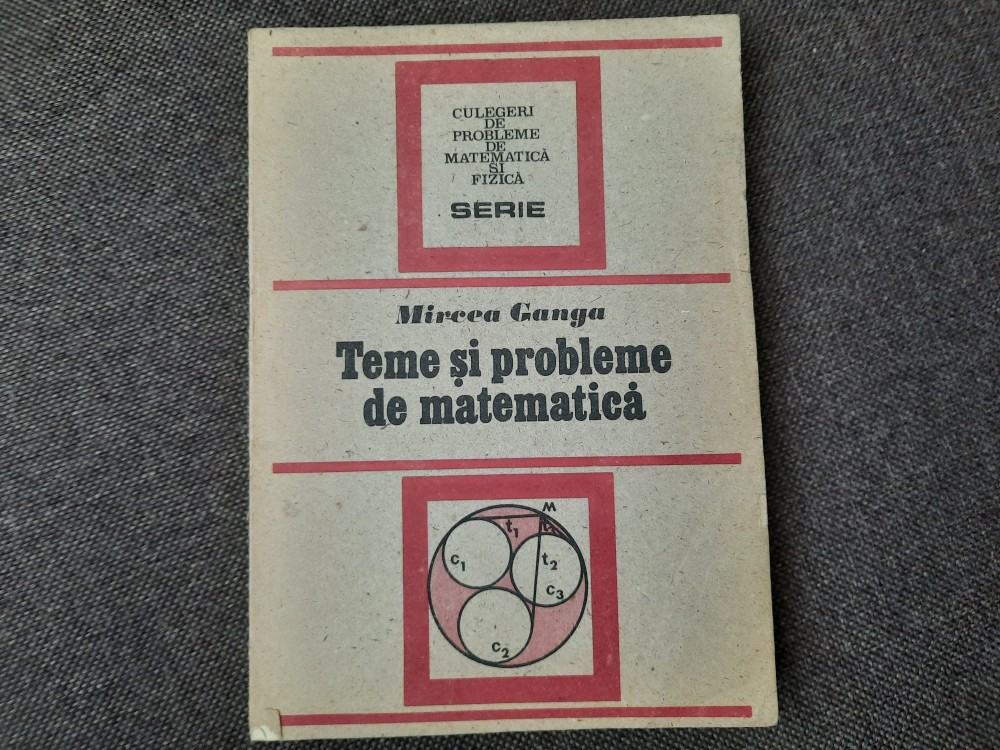 CULEGERI
DE
PROBLEME
DE
MATEMATICĂ
SI
FIZICĂ
SERIE
Mircea Ganga
Teme și probleme
de matematică
M
t₁
t₂
c₁
c₃
c₂